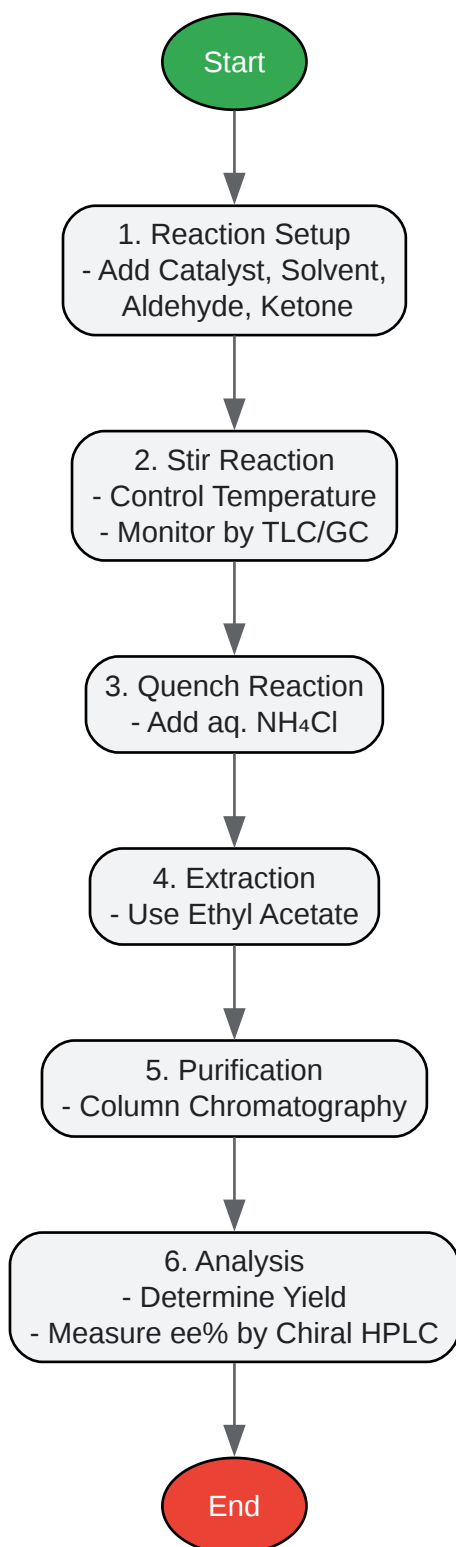 Start
1. Reaction Setup
- Add Catalyst, Solvent,
Aldehyde, Ketone
2. Stir Reaction
- Control Temperature
- Monitor by TLC/GC
3. Quench Reaction
- Add aq. NH₄Cl
4. Extraction
- Use Ethyl Acetate
5. Purification
- Column Chromatography
6. Analysis
- Determine Yield
- Measure ee% by Chiral HPLC
End